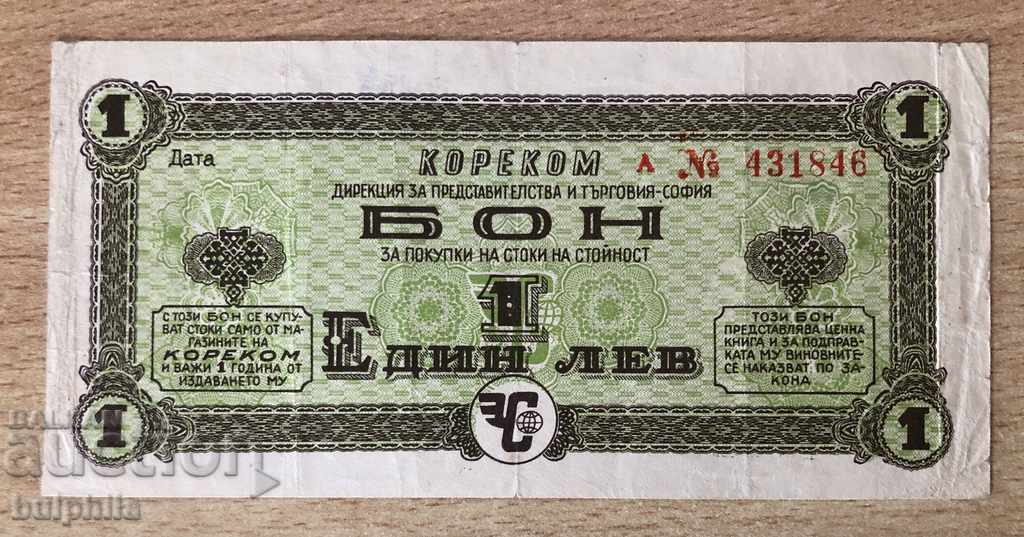 1 1
Дата КОРЕКОМ А № 431846
ДИРЕКЦИЯ ЗА ПРЕДСТАВИТЕЛСТВА И ТЪРГОВИЯ-СОФИЯ
БОН
ЗА ПОКУПКИ НА СТОКИ НА СТОЙНОСТ
1
ЕДИН ЛЕВ
С ТОЗИ БОН СЕ КУПУ-
ВАТ СТОКИ САМО ОТ МА-
ГАЗИНИТЕ НА
КОРЕКОМ
И ВАЖИ 1 ГОДИНА ОТ
ИЗДАВАНЕТО МУ
ТОЗИ БОН
ПРЕДСТАВЛЯВА ЦЕННА
КНИГА И ЗА ПОДПРАВ-
КАТА МУ ВИНОВНИТЕ
СЕ НАКАЗВАТ ПО ЗА-
КОНА
1 1
BALKAN
auction
bulphila